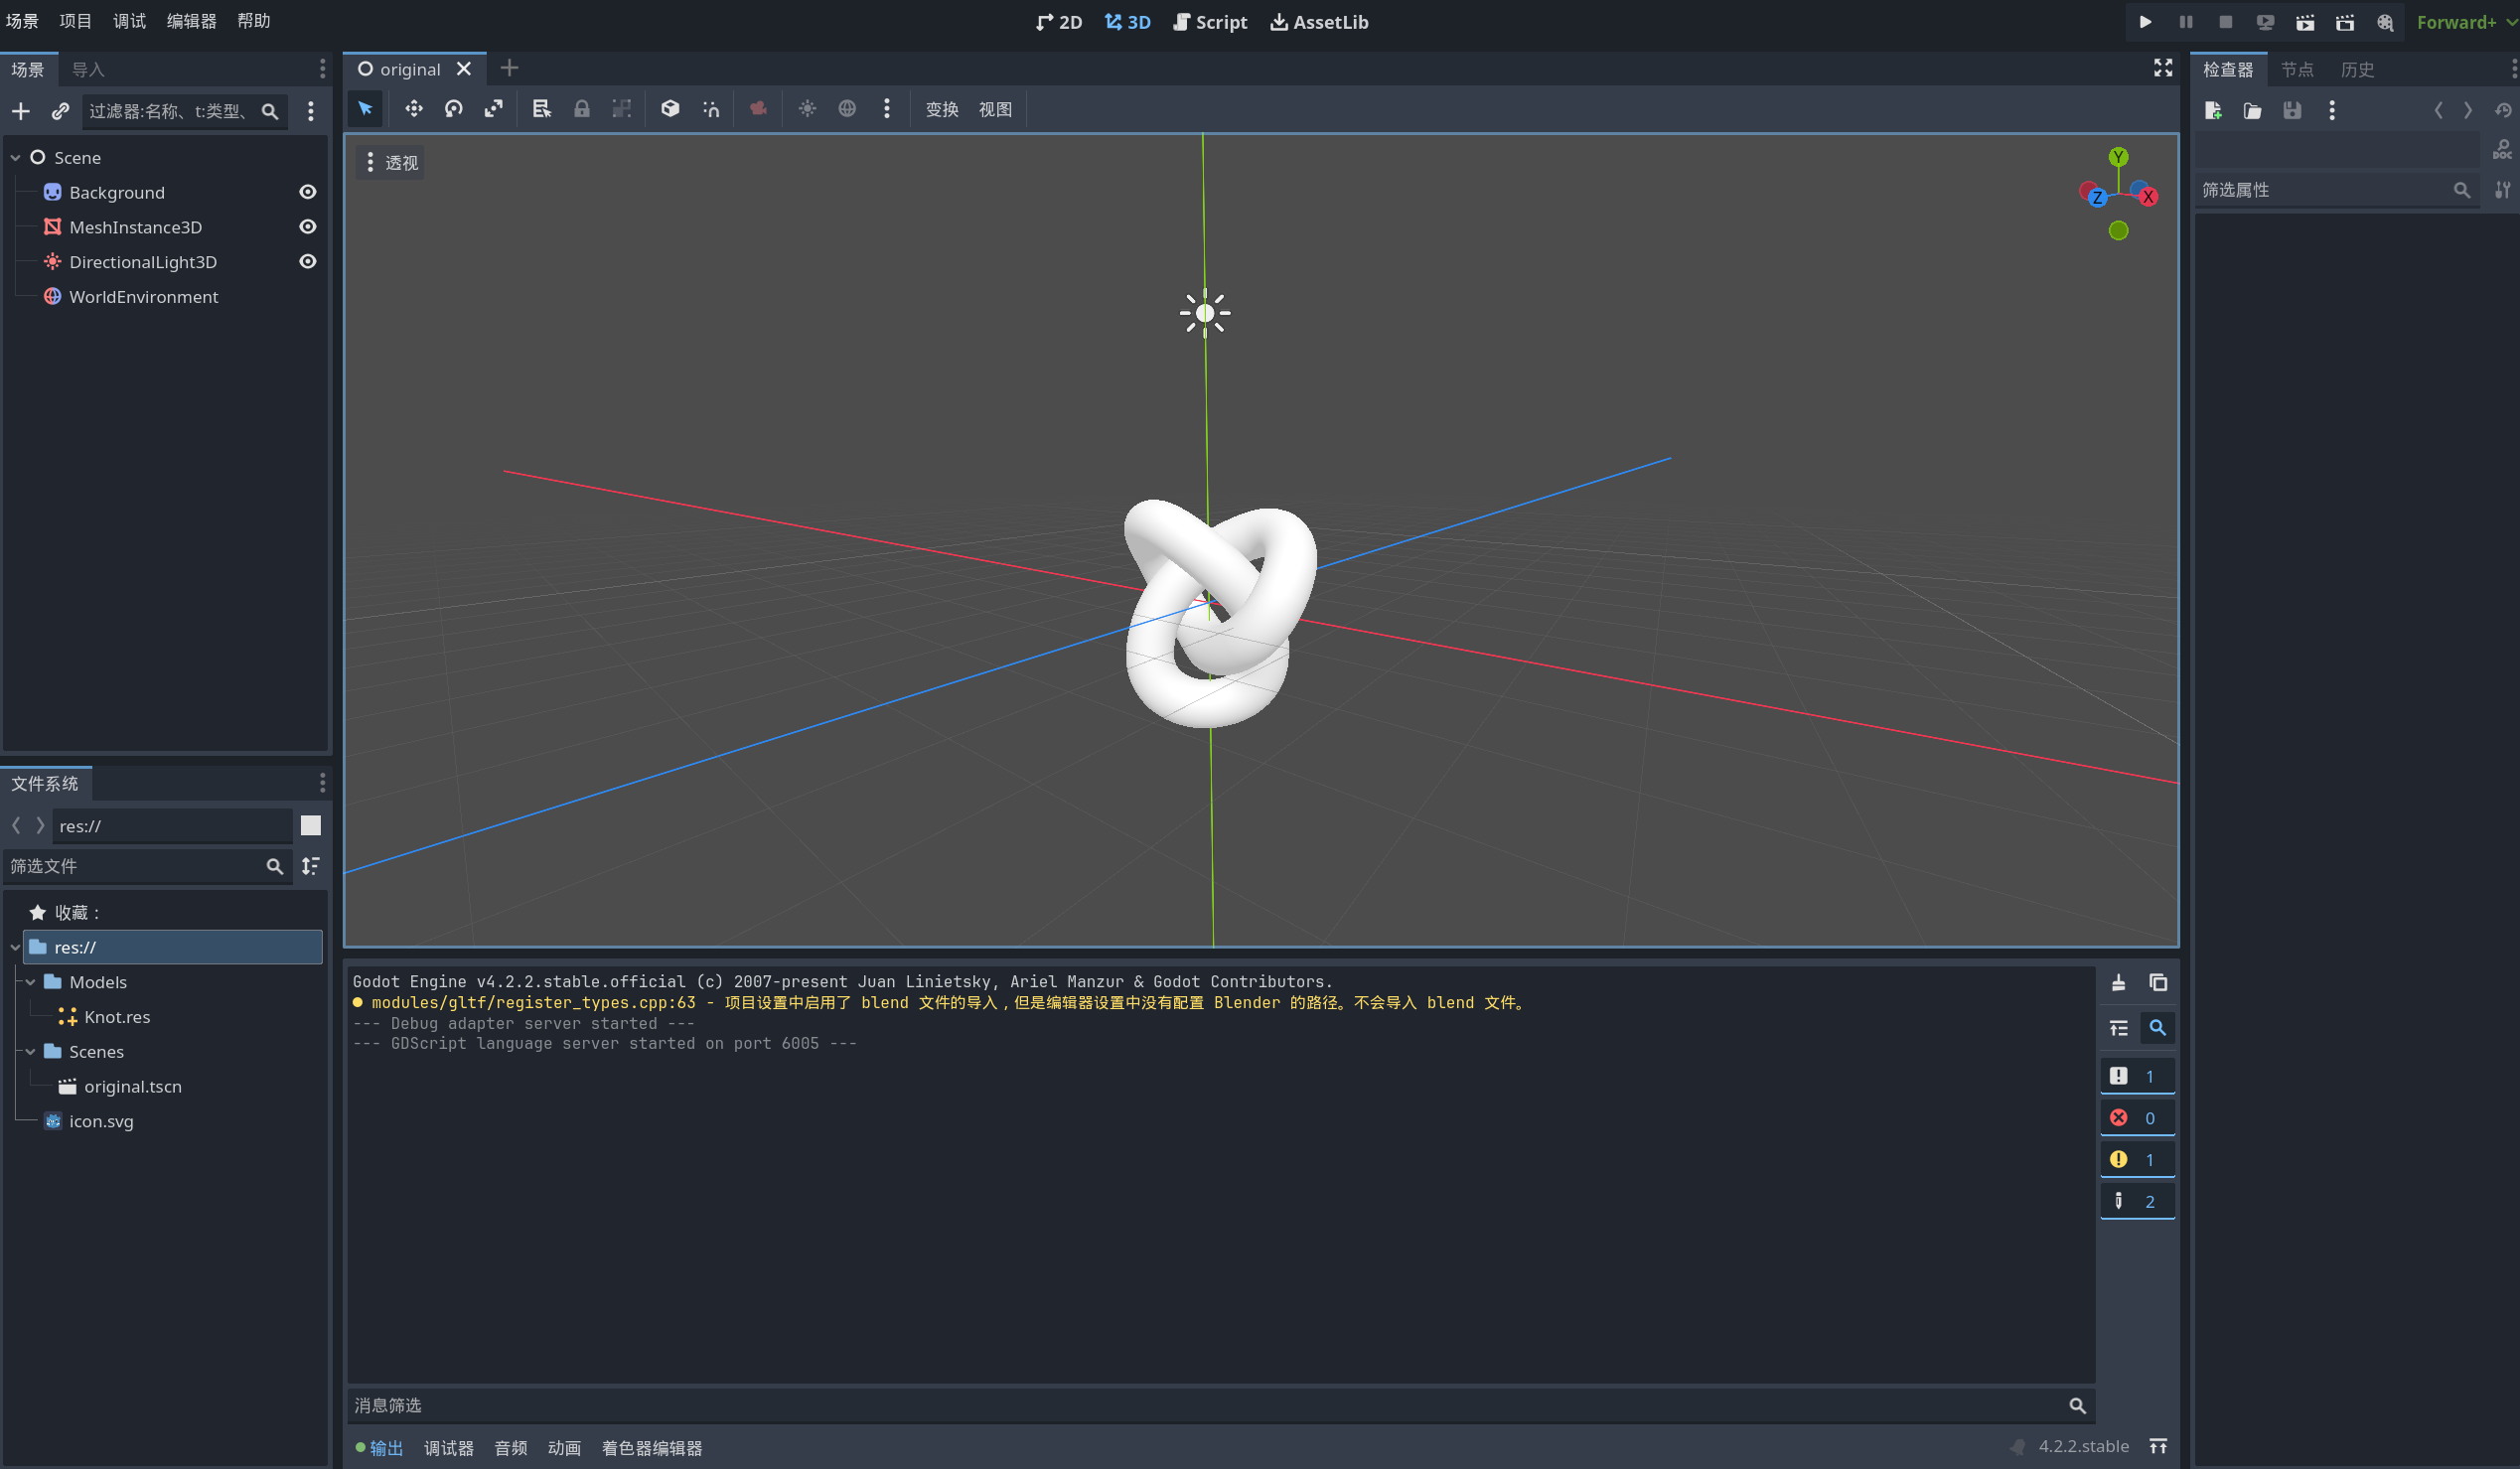 场景 项目 调试 编辑器 帮助
2D 3D Script AssetLib
Forward+
场景 导入
过滤器:名称、t:类型、
Scene
Background
MeshInstance3D
DirectionalLight3D
WorldEnvironment
文件系统
res://
筛选文件
收藏：
res://
Models
Knot.res
Scenes
original.tscn
icon.svg
original
变换 视图
透视
Y
Z X
Godot Engine v4.2.2.stable.official (c) 2007-present Juan Linietsky, Ariel Manzur & Godot Contributors.
modules/gltf/register_types.cpp:63 - 项目设置中启用了 blend 文件的导入，但是编辑器设置中没有配置 Blender 的路径。不会导入 blend 文件。
--- Debug adapter server started ---
--- GDScript language server started on port 6005 ---
1
0
1
2
消息筛选
输出 调试器 音频 动画 着色器编辑器
4.2.2.stable
检查器 节点 历史
DOC
筛选属性